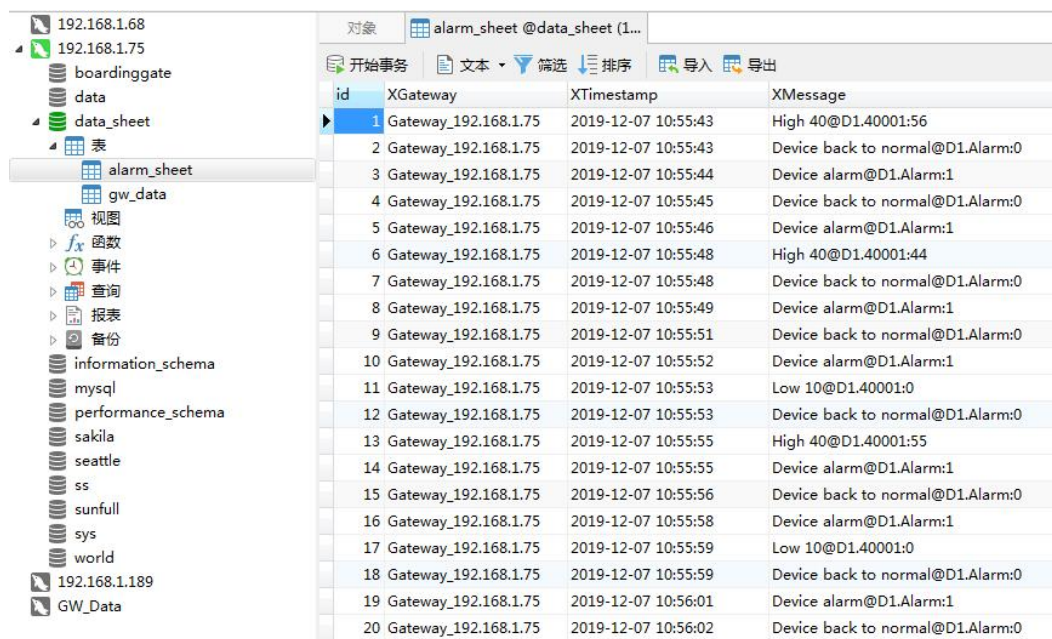 192.168.1.68
192.168.1.75
boardinggate
data
data_sheet
表
alarm_sheet
gw_data
视图
函数
事件
查询
报表
备份
information_schema
mysql
performance_schema
sakila
seattle
ss
sunfull
sys
world
192.168.1.189
GW_Data
对象 alarm_sheet @data_sheet (1...
开始事务 文本 筛选 排序 导入 导出
id XGateway XTimestamp XMessage
1 Gateway_192.168.1.75 2019-12-07 10:55:43 High 40@D1.40001:56
2 Gateway_192.168.1.75 2019-12-07 10:55:43 Device back to normal@D1.Alarm:0
3 Gateway_192.168.1.75 2019-12-07 10:55:44 Device alarm@D1.Alarm:1
4 Gateway_192.168.1.75 2019-12-07 10:55:45 Device back to normal@D1.Alarm:0
5 Gateway_192.168.1.75 2019-12-07 10:55:46 Device alarm@D1.Alarm:1
6 Gateway_192.168.1.75 2019-12-07 10:55:48 High 40@D1.40001:44
7 Gateway_192.168.1.75 2019-12-07 10:55:48 Device back to normal@D1.Alarm:0
8 Gateway_192.168.1.75 2019-12-07 10:55:49 Device alarm@D1.Alarm:1
9 Gateway_192.168.1.75 2019-12-07 10:55:51 Device back to normal@D1.Alarm:0
10 Gateway_192.168.1.75 2019-12-07 10:55:52 Device alarm@D1.Alarm:1
11 Gateway_192.168.1.75 2019-12-07 10:55:53 Low 10@D1.40001:0
12 Gateway_192.168.1.75 2019-12-07 10:55:53 Device back to normal@D1.Alarm:0
13 Gateway_192.168.1.75 2019-12-07 10:55:55 High 40@D1.40001:55
14 Gateway_192.168.1.75 2019-12-07 10:55:55 Device alarm@D1.Alarm:1
15 Gateway_192.168.1.75 2019-12-07 10:55:56 Device back to normal@D1.Alarm:0
16 Gateway_192.168.1.75 2019-12-07 10:55:58 Device alarm@D1.Alarm:1
17 Gateway_192.168.1.75 2019-12-07 10:55:59 Low 10@D1.40001:0
18 Gateway_192.168.1.75 2019-12-07 10:55:59 Device back to normal@D1.Alarm:0
19 Gateway_192.168.1.75 2019-12-07 10:56:01 Device alarm@D1.Alarm:1
20 Gateway_192.168.1.75 2019-12-07 10:56:02 Device back to normal@D1.Alarm:0